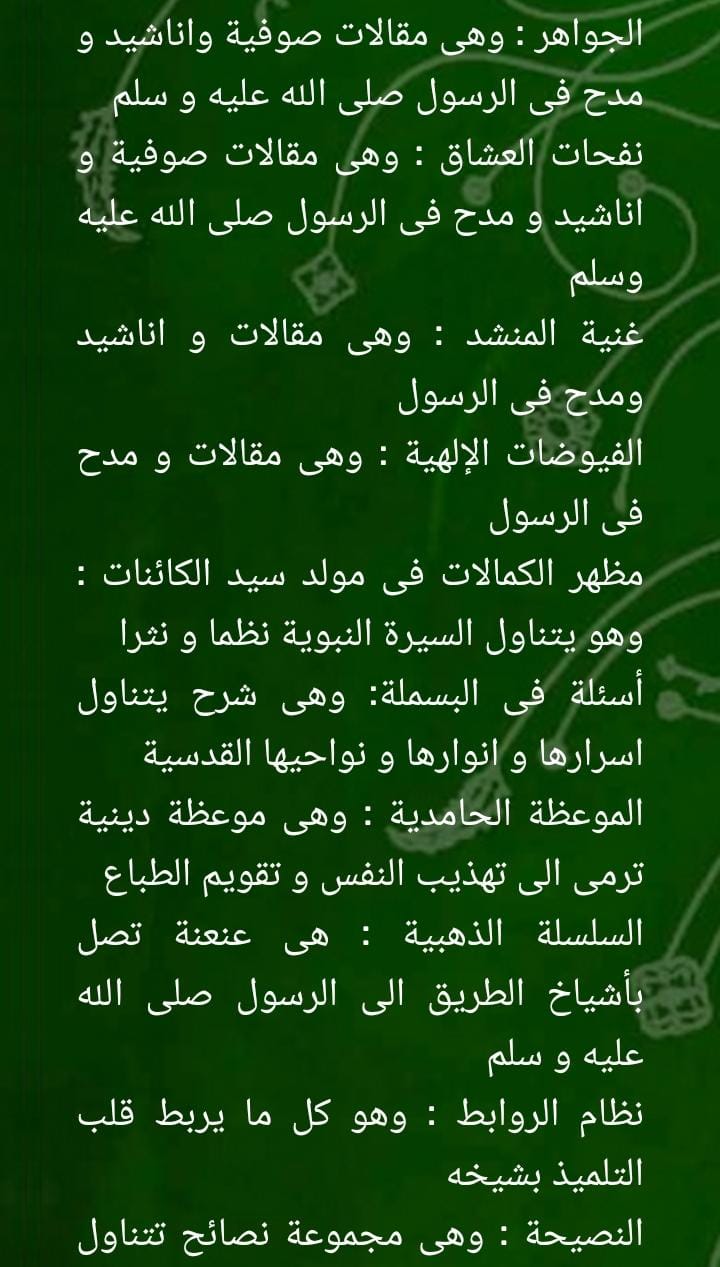 الجواهر : وهى مقالات صوفية واناشيد و
مدح فى الرسول صلى الله عليه و سلم
نفحات العشاق : وهى مقالات صوفية و
اناشيد و مدح فى الرسول صلى الله عليه
وسلم
غنية المنشد : وهى مقالات و اناشيد
ومدح فى الرسول
الفيوضات الإلهية : وهى مقالات و مدح
فى الرسول
مظهر الكمالات فى مولد سيد الكائنات :
وهو يتناول السيرة النبوية نظما و نثرا
أسئلة فى البسملة: وهى شرح يتناول
اسرارها و انوارها و نواحيها القدسية
الموعظة الحامدية : وهى موعظة دينية
ترمى الى تهذيب النفس و تقويم الطباع
السلسلة الذهبية : هى عنعنة تصل
بأشياخ الطريق الى الرسول صلى الله
عليه و سلم
نظام الروابط : وهو كل ما يربط قلب
التلميذ بشيخه
النصيحة : وهى مجموعة نصائح تتناول